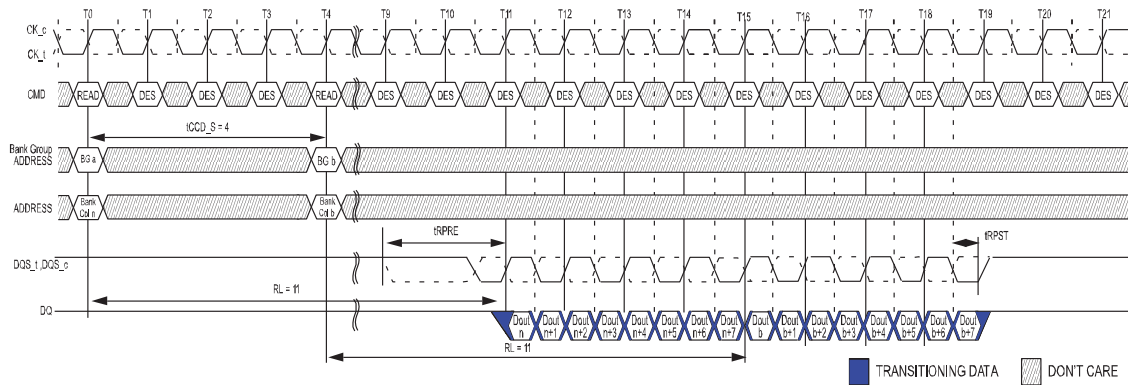 T0 T1 T2 T3 T4 T9 T10 T11 T12 T13 T14 T15 T16 T17 T18 T19 T20 T21
CK_c
CK_t
CMD READ DES DES DES READ DES DES DES DES DES DES DES DES DES DES DES DES DES
tCCD_S = 4
Bank Group
ADDRESS BG a BG b
ADDRESS Bank Col n Bank Col b
tRPRE tRPST
DQS_t ,DQS_c
RL = 11
DQ Dout n Dout n+1 Dout n+2 Dout n+3 Dout n+4 Dout n+5 Dout n+6 Dout n+7 Dout b Dout b+1 Dout b+2 Dout b+3 Dout b+4 Dout b+5 Dout b+6 Dout b+7
RL = 11
TRANSITIONING DATA DON'T CARE